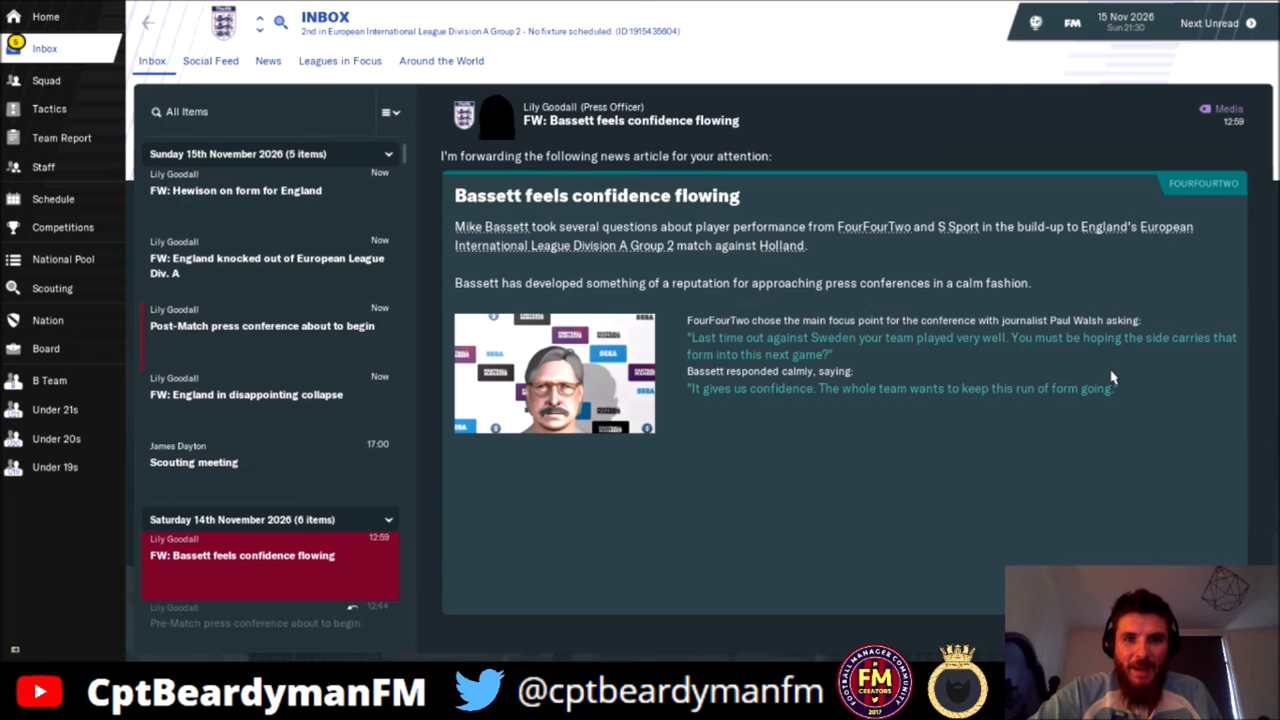 Home
6
Inbox
Squad
Tactics
Team Report
Staff
Schedule
Competitions
National Pool
Scouting
Nation
Board
B Team
Under 21s
Under 20s
Under 19s
INBOX
2nd in European International League Division A Group 2 - No fixture scheduled. (ID:1915435604)
FM
15 Nov 2026
Sun 21:30
Next Unread
Inbox
Social Feed
News
Leagues in Focus
Around the World
All Items
Sunday 15th November 2026 (5 items)
Lily Goodall Now
FW: Hewison on form for England
Lily Goodall Now
FW: England knocked out of European League
Div. A
Lily Goodall Now
Post-Match press conference about to begin
Lily Goodall Now
FW: England in disappointing collapse
James Dayton 17:00
Scouting meeting
Saturday 14th November 2026 (6 items)
Lily Goodall 12:59
FW: Bassett feels confidence flowing
Lily Goodall 12:44
Pre-Match press conference about to begin
Lily Goodall (Press Officer)
FW: Bassett feels confidence flowing
Media
12:59
I'm forwarding the following news article for your attention:
FOURFOURTWO
Bassett feels confidence flowing
Mike Bassett took several questions about player performance from FourFourTwo and S Sport in the build-up to England's European
International League Division A Group 2 match against Holland.
Bassett has developed something of a reputation for approaching press conferences in a calm fashion.
FourFourTwo chose the main focus point for the conference with journalist Paul Walsh asking:
"Last time out against Sweden your team played very well. You must be hoping the side carries that
form into this next game?"
Bassett responded calmly, saying:
"It gives us confidence. The whole team wants to keep this run of form going."
SEGA
SEGA
SEGA
CptBeardymanFM
@cptbeardymanfm
FOOTBALL MANAGER COMMUNITY
FM
CREATORS
2017